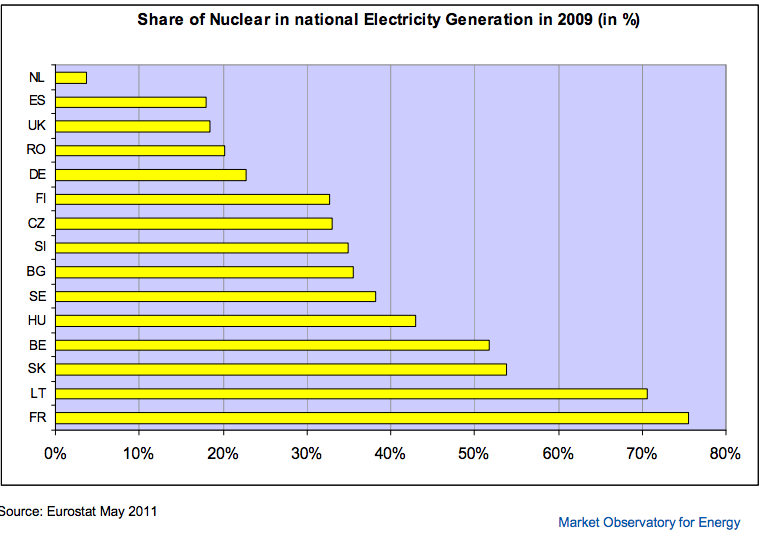 Share of Nuclear in national Electricity Generation in 2009 (in %)
NL
ES
UK
RO
DE
FI
CZ
SI
BG
SE
HU
BE
SK
LT
FR
0% 10% 20% 30% 40% 50% 60% 70% 80%
Source: Eurostat May 2011
Market Observatory for Energy